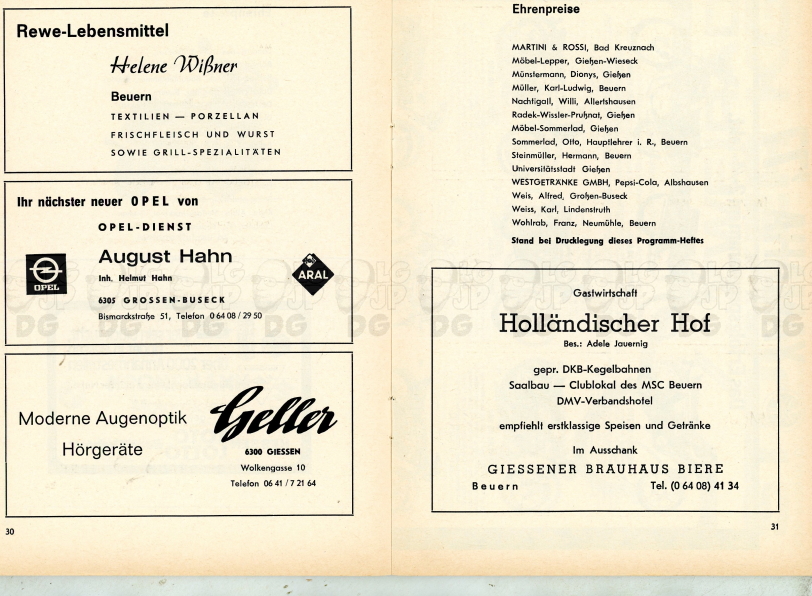 Rewe-Lebensmittel
Helene Wißner
Beuern
TEXTILIEN — PORZELLAN
FRISCHFLEISCH UND WURST
SOWIE GRILL-SPEZIALITÄTEN
Ihr nächster neuer OPEL von
OPEL-DIENST
August Hahn
Inh. Helmut Hahn
6305 GROSSEN-BUSECK
Bismarckstraße 51, Telefon 0 64 08 / 29 50
OPEL
ARAL
Moderne Augenoptik
Hörgeräte
Geller
6300 GIESSEN
Wolkengasse 10
Telefon 06 41 / 7 21 64
30
Ehrenpreise
MARTINI & ROSSI, Bad Kreuznach
Möbel-Lepper, Gießen-Wieseck
Münstermann, Dionys, Gießen
Müller, Karl-Ludwig, Beuern
Nachtigall, Willi, Allertshausen
Radek-Wissler-Prußnat, Gießen
Möbel-Sommerlad, Gießen
Sommerlad, Otto, Hauptlehrer i. R., Beuern
Steinmüller, Hermann, Beuern
Universitätsstadt Gießen
WESTGETRÄNKE GMBH, Pepsi-Cola, Albshausen
Weis, Alfred, Großen-Buseck
Weiss, Karl, Lindenstruth
Wohlrab, Franz, Neumühle, Beuern
Stand bei Drucklegung dieses Programm-Heftes
Gastwirtschaft
Holländischer Hof
Bes.: Adele Jauernig
gepr. DKB-Kegelbahnen
Saalbau — Clublokal des MSC Beuern
DMV-Verbandshotel
empfiehlt erstklassige Speisen und Getränke
Im Ausschank
GIESSENER BRAUHAUS BIERE
Beuern Tel. (0 64 08) 41 34
31